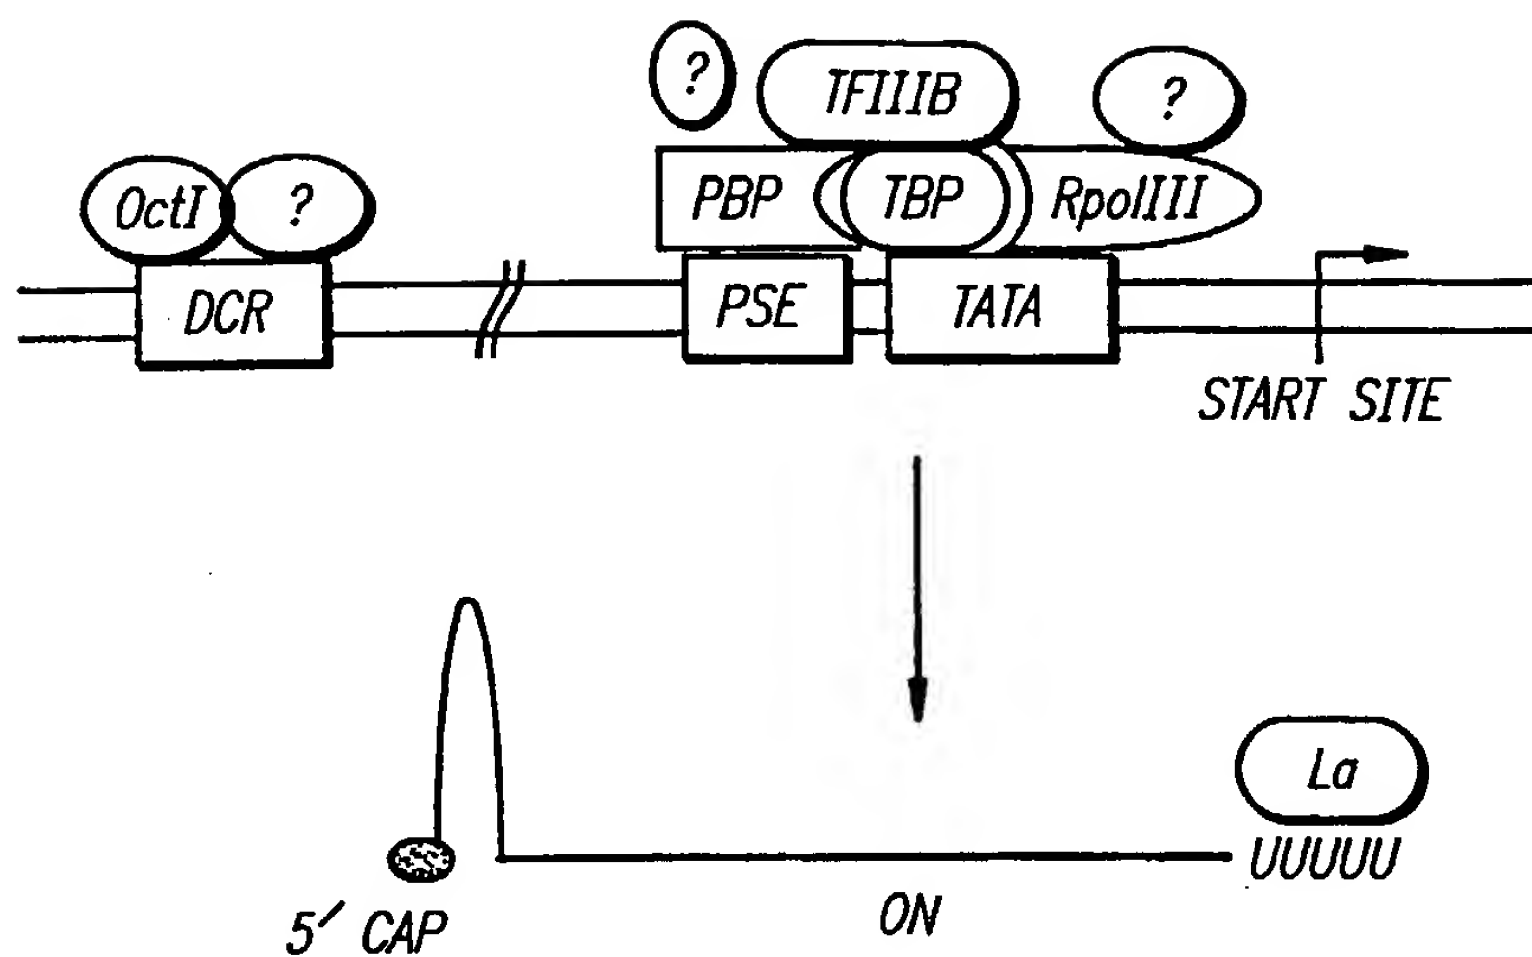 ?
TFIIIB
?
OctI
?
PBP
TBP
RpolIII
DCR
PSE
TATA
START SITE
La
UUUUU
5' CAP
ON